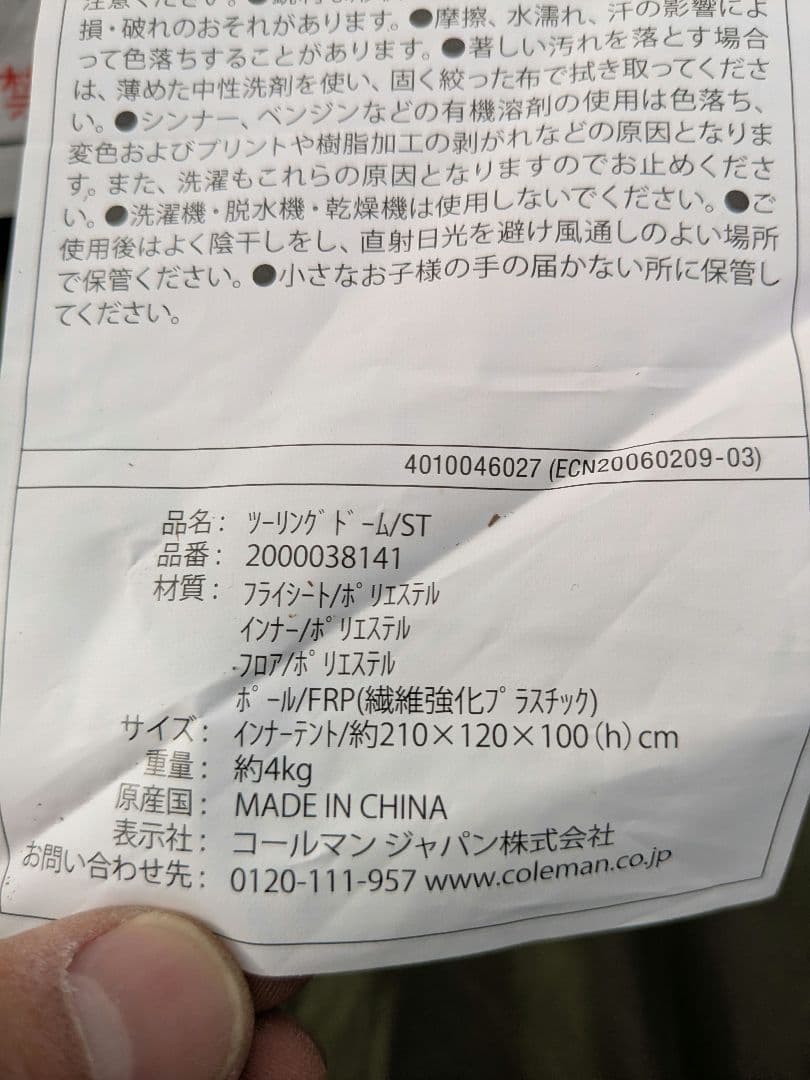 損・破れのおそれがあります。●摩擦、水濡れ、汗の影響によ
って色落ちすることがあります。●著しい汚れを落とす場合
は、薄めた中性洗剤を使い、固く絞った布で拭き取ってくださ
い。●シンナー、ベンジンなどの有機溶剤の使用は色落ち、
変色およびプリントや樹脂加工の剥がれなどの原因となりま
す。また、洗濯もこれらの原因となりますのでお止めくださ
い。●洗濯機・脱水機・乾燥機は使用しないでください。●ご
使用後はよく陰干しをし、直射日光を避け風通しのよい場所
で保管ください。●小さなお子様の手の届かない所に保管し
てください。
4010046027 (ECN20060209-03)
品名: ﾂｰﾘﾝｸﾞﾄﾞｰﾑ/ST
品番: 2000038141
材質: ﾌﾗｲｼｰﾄ/ﾎﾟﾘｴｽﾃﾙ
ｲﾝﾅｰ/ﾎﾟﾘｴｽﾃﾙ
ﾌﾛｱ/ﾎﾟﾘｴｽﾃﾙ
ﾎﾟｰﾙ/FRP(繊維強化ﾌﾟﾗｽﾁｯｸ)
サイズ: ｲﾝﾅｰﾃﾝﾄ/約210×120×100(h)cm
重量: 約4kg
原産国: MADE IN CHINA
表示社: コールマン ジャパン株式会社
お問い合わせ先: 0120-111-957 www.coleman.co.jp